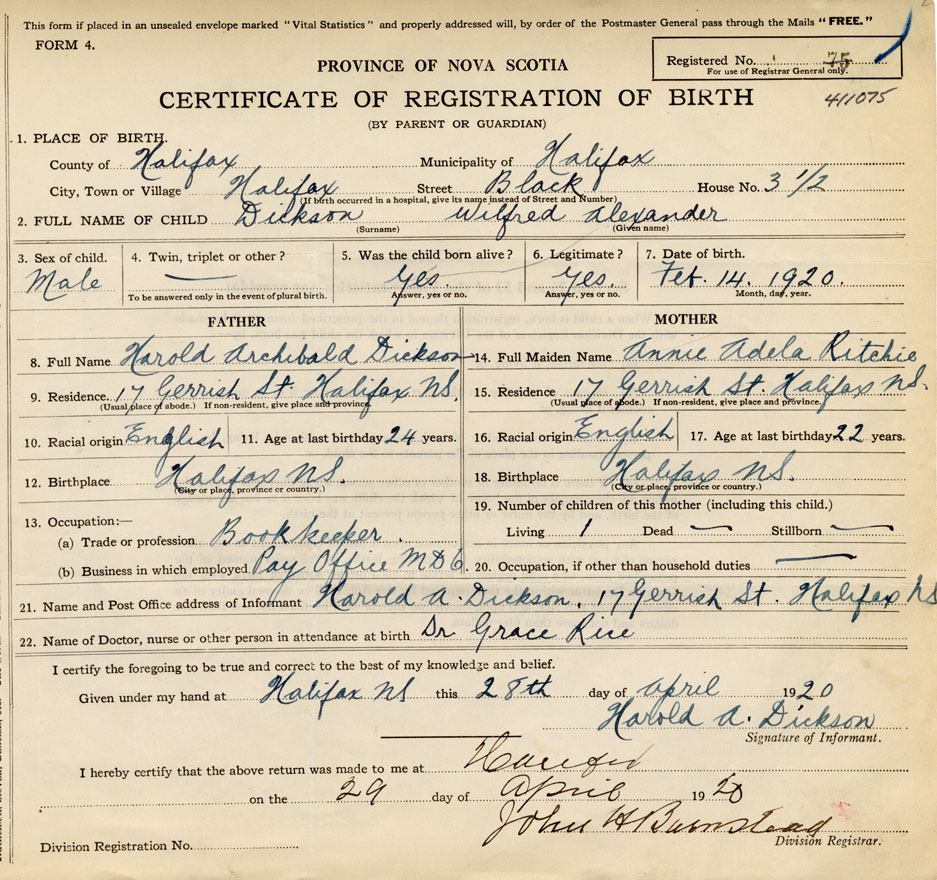 This form if placed in an unsealed envelope marked "Vital Statistics" and properly addressed will, by order of the Postmaster General pass through the Mails "FREE."
FORM 4.
Registered No. 75
For use of Registrar General only.
PROVINCE OF NOVA SCOTIA
CERTIFICATE OF REGISTRATION OF BIRTH
411075
(BY PARENT OR GUARDIAN)
1. PLACE OF BIRTH.
County of Halifax Municipality of Halifax
City, Town or Village Halifax Street Black House No. 3 1/2
(If birth occurred in a hospital, give its name instead of Street and Number)
2. FULL NAME OF CHILD Dickson Wilfred Alexander
(Surname) (Given name)
3. Sex of child. 4. Twin, triplet or other? 5. Was the child born alive? 6. Legitimate? 7. Date of birth.
Male — Yes. Yes. Feb. 14. 1920.
To be answered only in the event of plural birth. Answer, yes or no. Answer, yes or no. Month, day, year.
FATHER MOTHER
8. Full Name Harold Archibald Dickson 14. Full Maiden Name Annie Adela Ritchie
9. Residence. 17 Gerrish St. Halifax NS. 15. Residence 17 Gerrish St. Halifax NS.
(Usual place of abode.) If non-resident, give place and province. (Usual place of abode.) If non-resident, give place and province.
10. Racial origin English 11. Age at last birthday 24 years. 16. Racial origin English 17. Age at last birthday 22 years.
12. Birthplace Halifax NS. 18. Birthplace Halifax NS.
(City or place, province or country.) (City or place, province or country.)
13. Occupation:— 19. Number of children of this mother (including this child.)
(a) Trade or profession Bookkeeper. Living 1 Dead — Stillborn —
(b) Business in which employed Pay Office MD6. 20. Occupation, if other than household duties —
21. Name and Post Office address of Informant Harold A. Dickson. 17 Gerrish St. Halifax NS
22. Name of Doctor, nurse or other person in attendance at birth Dr Grace Rice
I certify the foregoing to be true and correct to the best of my knowledge and belief.
Given under my hand at Halifax NS this 28th day of April 1920
Harold A. Dickson
Signature of Informant.
I hereby certify that the above return was made to me at Halifax
on the 29 day of April 1920
John H Barnstead
Division Registration No. Division Registrar.